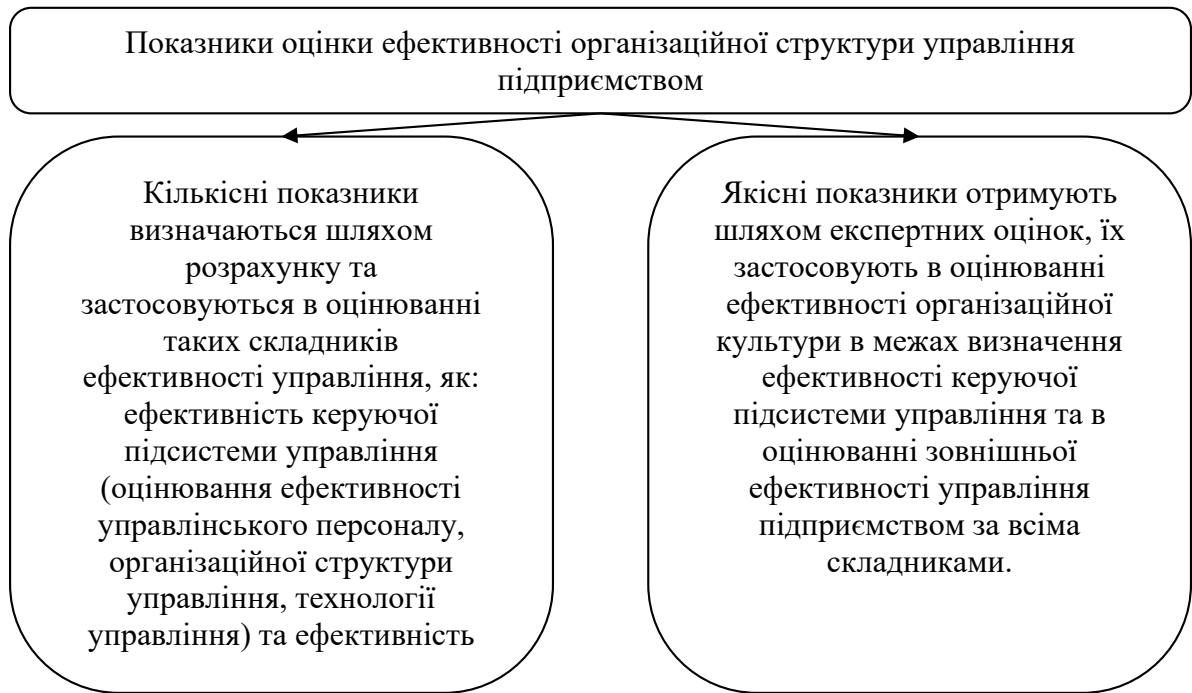 Показники оцінки ефективності організаційної структури управління
підприємством
Кількісні показники
визначаються шляхом
розрахунку та
застосовуються в оцінюванні
таких складників
ефективності управління, як:
ефективність керуючої
підсистеми управління
(оцінювання ефективності
управлінського персоналу,
організаційної структури
управління, технології
управління) та ефективність
Якісні показники отримують
шляхом експертних оцінок, їх
застосовують в оцінюванні
ефективності організаційної
культури в межах визначення
ефективності керуючої
підсистеми управління та в
оцінюванні зовнішньої
ефективності управління
підприємством за всіма
складниками.